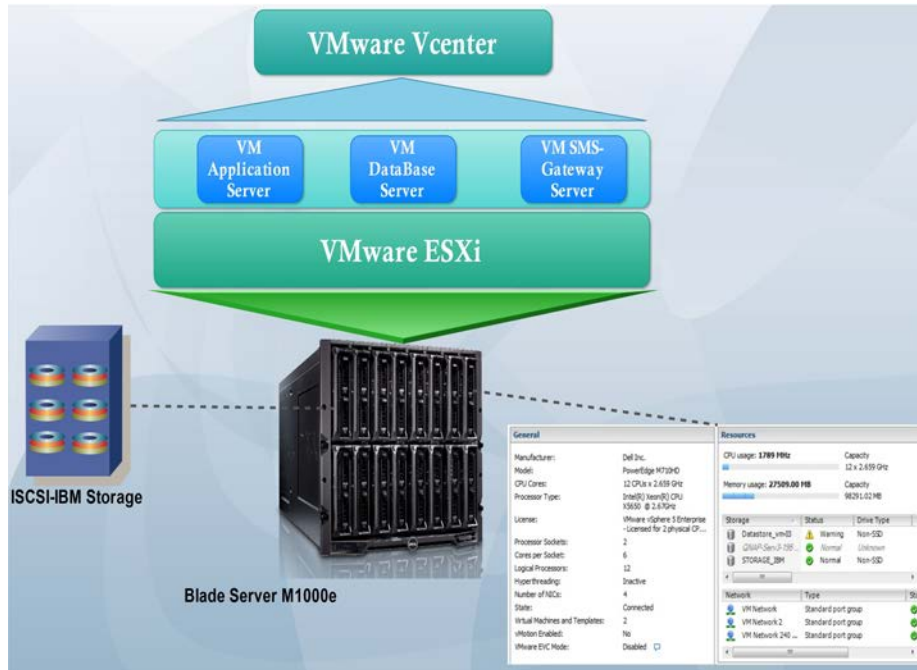 VMware Vcenter
VM
Application
Server
VM
DataBase
Server
VM SMS-
Gateway
Server
VMware ESXi
ISCSI-IBM Storage
Blade Server M1000e
General
Manufacturer: Dell Inc.
Model: PowerEdge M710HD
CPU Cores: 12 CPUs x 2.659 GHz
Processor Type: Intel(R) Xeon(R) CPU
X5650 @ 2.67GHz
License: VMware vSphere 5 Enterprise
- Licensed for 2 physical CP...
Processor Sockets: 2
Cores per Socket: 6
Logical Processors: 12
Hyperthreading: Inactive
Number of NICs: 4
State: Connected
Virtual Machines and Templates: 2
vMotion Enabled: No
VMware EVC Mode: Disabled
Resources
CPU usage: 1789 MHz Capacity
12 x 2.659 GHz
Memory usage: 27509.00 MB Capacity
98291.02 MB
Storage Status Drive Type
Warning Non-SSD
Normal Unknown
STORAGE_IBM Normal Non-SSD
Network Type Sta
VM Network Standard port group
VM Network 2 Standard port group
VM Network 240 ... Standard port group